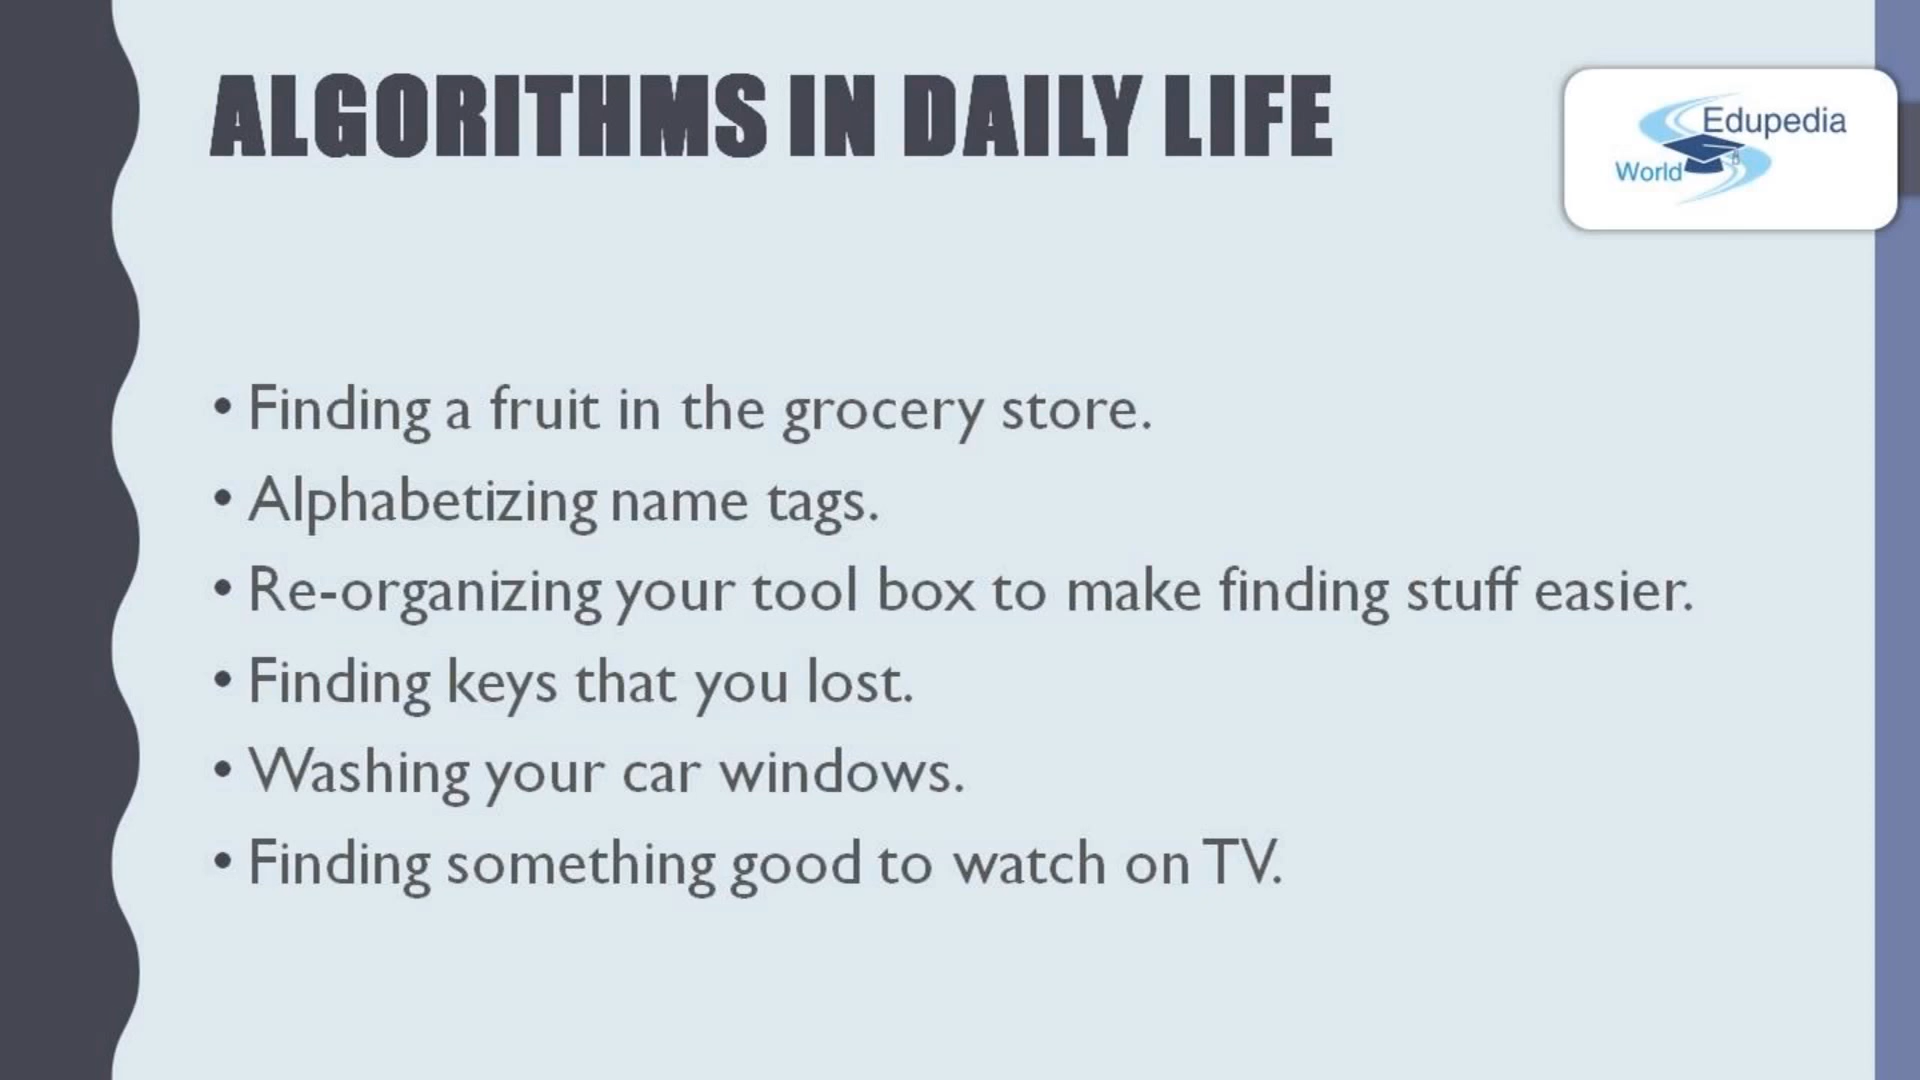 ALGORITHMS IN DAILY LIFE
Edupedia
World
• Finding a fruit in the grocery store.
• Alphabetizing name tags.
• Re-organizing your tool box to make finding stuff easier.
• Finding keys that you lost.
• Washing your car windows.
• Finding something good to watch on TV.